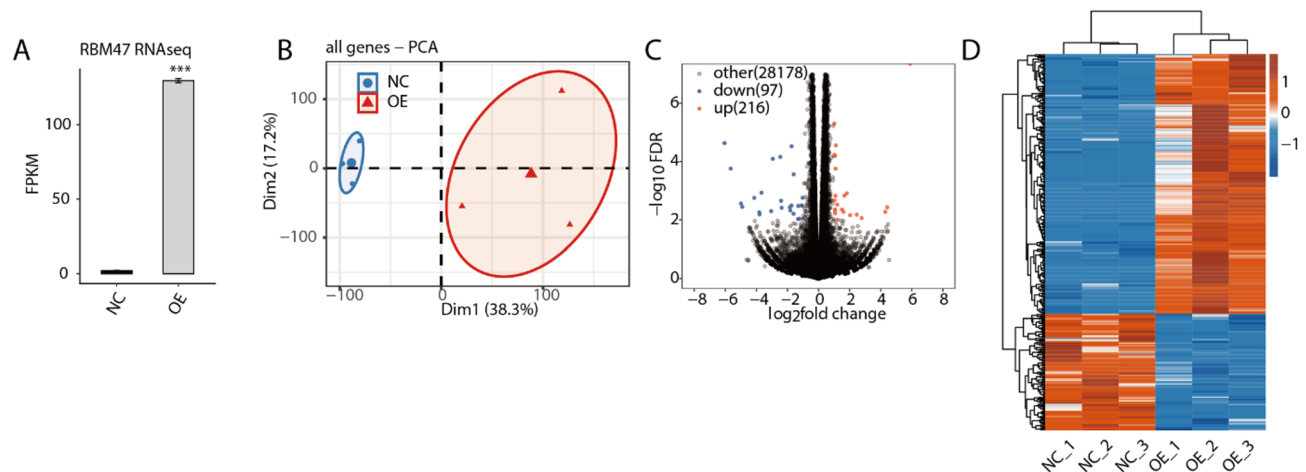 A
RBM47 RNAseq
***
100
50
0
FPKM
NC
OE
B
all genes – PCA
NC
OE
100
0
−100
Dim2 (17.2%)
−100
0
100
Dim1 (38.3%)
C
other(28178)
down(97)
up(216)
6
4
2
0
−log10 FDR
−8 −6 −4 −2 0 2 4 6 8
log2fold change
D
1
0
−1
NC_1
NC_2
NC_3
OE_1
OE_2
OE_3